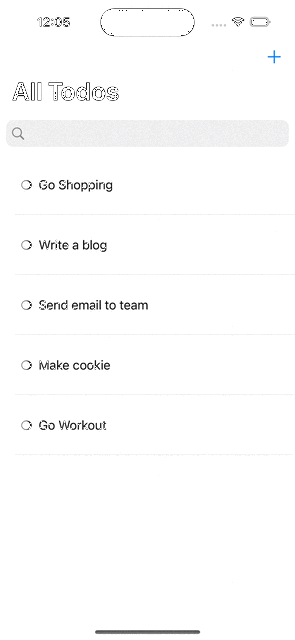 12:05
All Todos
Go Shopping
Write a blog
Send email to team
Make cookie
Go Workout